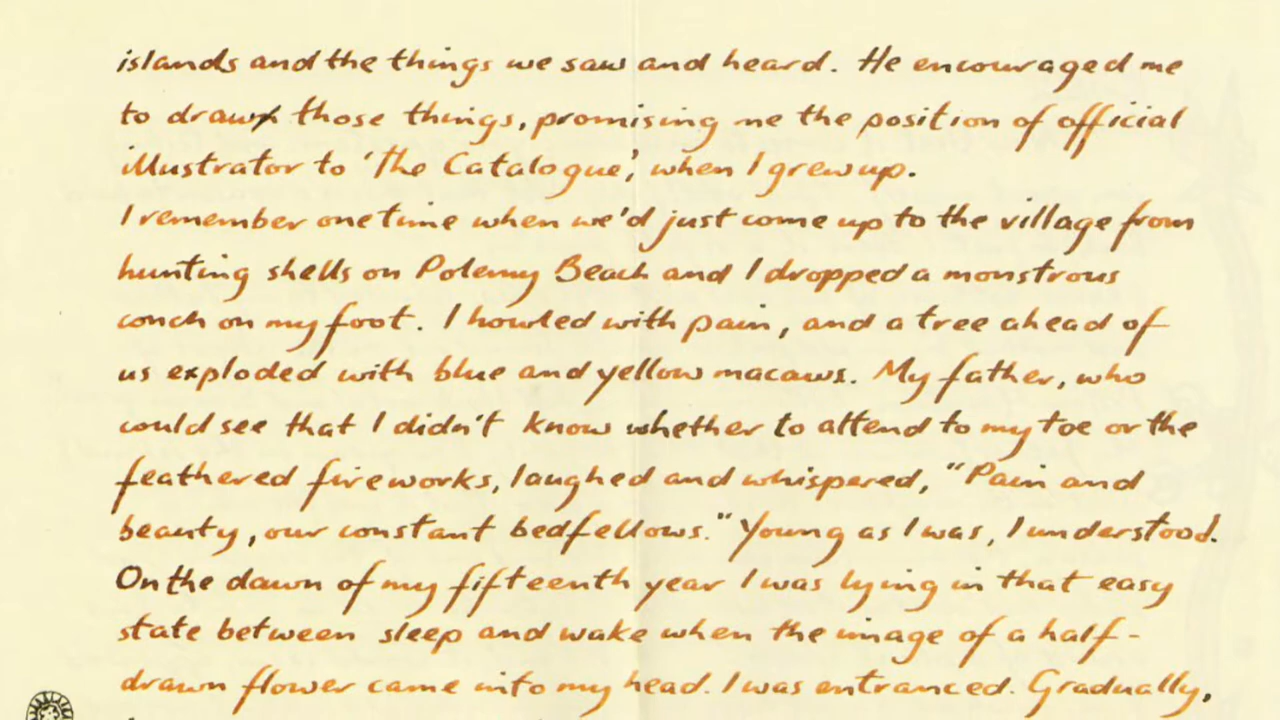 islands and the things we saw and heard. He encouraged me
to draw those things, promising me the position of official
illustrator to 'The Catalogue', when I grew up.
I remember one time when we'd just come up to the village from
hunting shells on Polemy Beach and I dropped a monstrous
conch on my foot. I howled with pain, and a tree ahead of
us exploded with blue and yellow macaws. My father, who
could see that I didn't know whether to attend to my toe or the
feathered fireworks, laughed and whispered, "Pain and
beauty, our constant bedfellows." Young as I was, I understood.
On the dawn of my fifteenth year I was lying in that easy
state between sleep and wake when the image of a half-
drawn flower came into my head. I was entranced. Gradually,